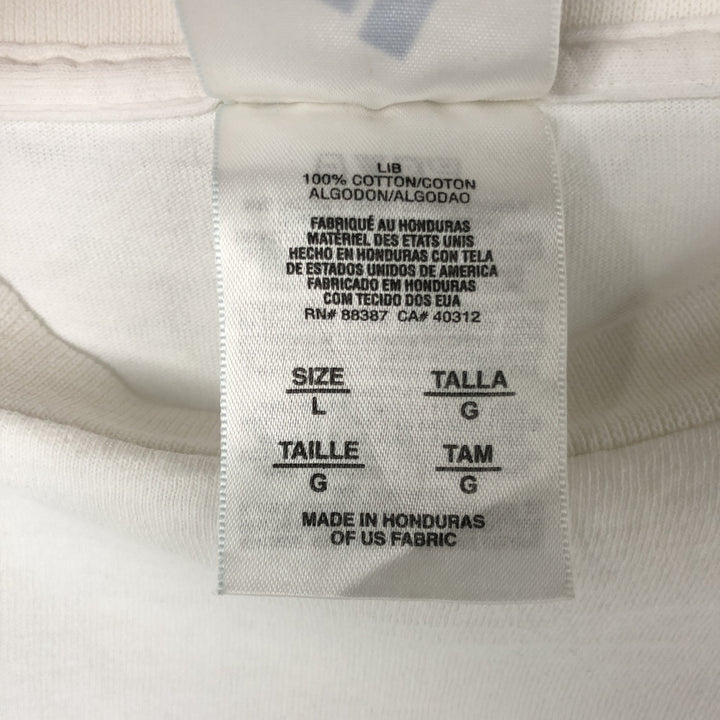 LIB
100% COTTON/COTON
ALGODON/ALGODAO
FABRIQUÉ AU HONDURAS
MATÉRIEL DES ETATS UNIS
HECHO EN HONDURAS CON TELA
DE ESTADOS UNIDOS DE AMERICA
FABRICADO EM HONDURAS
COM TECIDO DOS EUA
RN# 88387 CA# 40312
SIZE TALLA
L G
TAILLE TAM
G G
MADE IN HONDURAS
OF US FABRIC